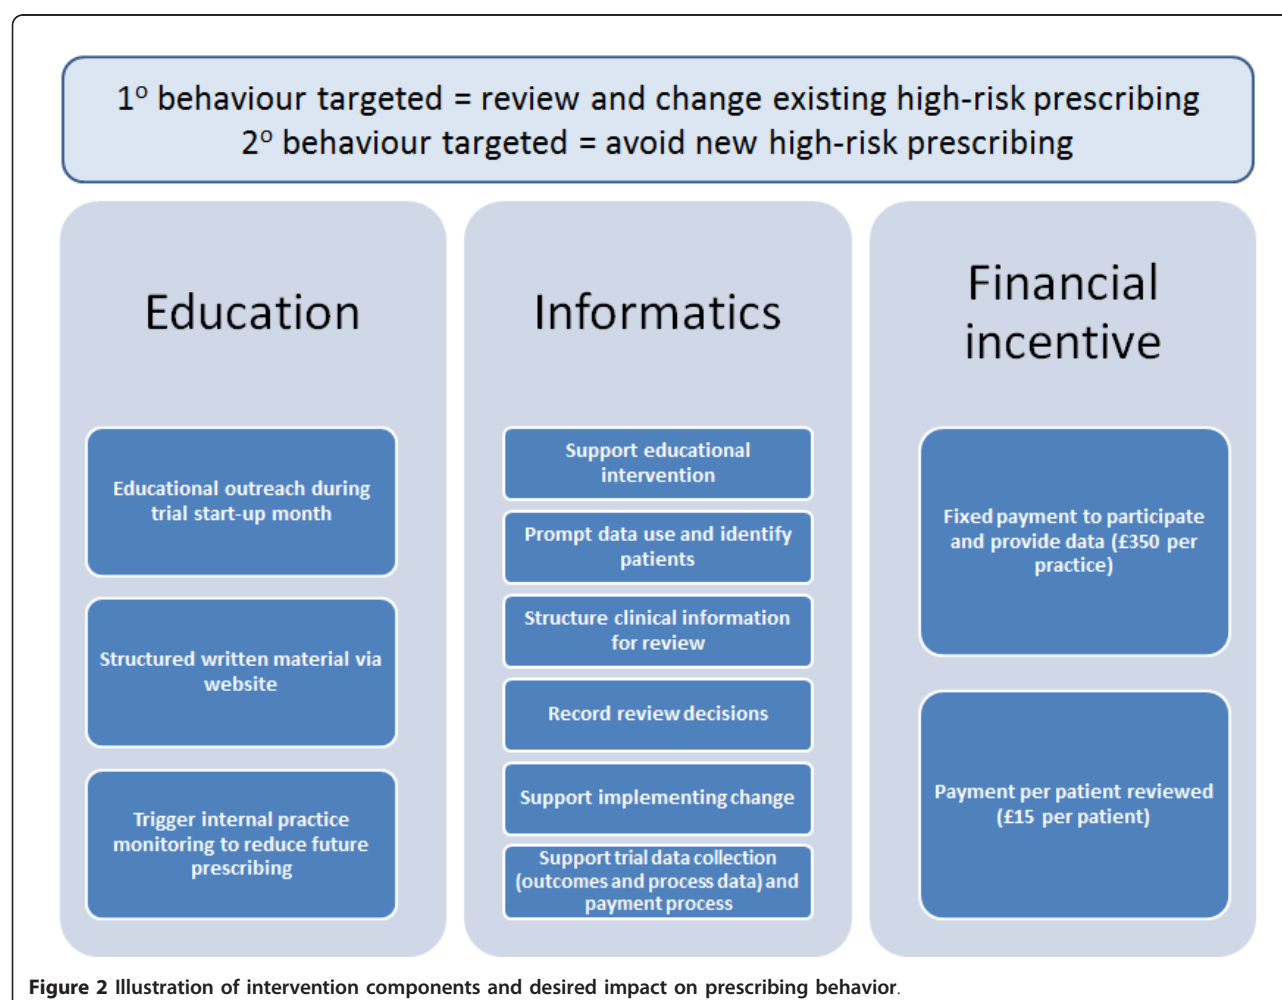 1º behaviour targeted = review and change existing high-risk prescribing
2º behaviour targeted = avoid new high-risk prescribing
Education
Educational outreach during
trial start-up month
Structured written material via
website
Trigger internal practice
monitoring to reduce future
prescribing
Informatics
Support educational
intervention
Prompt data use and identify
patients
Structure clinical information
for review
Record review decisions
Support implementing change
Support trial data collection
(outcomes and process data) and
payment process
Financial
incentive
Fixed payment to participate
and provide data (£350 per
practice)
Payment per patient reviewed
(£15 per patient)
Figure 2 Illustration of intervention components and desired impact on prescribing behavior.